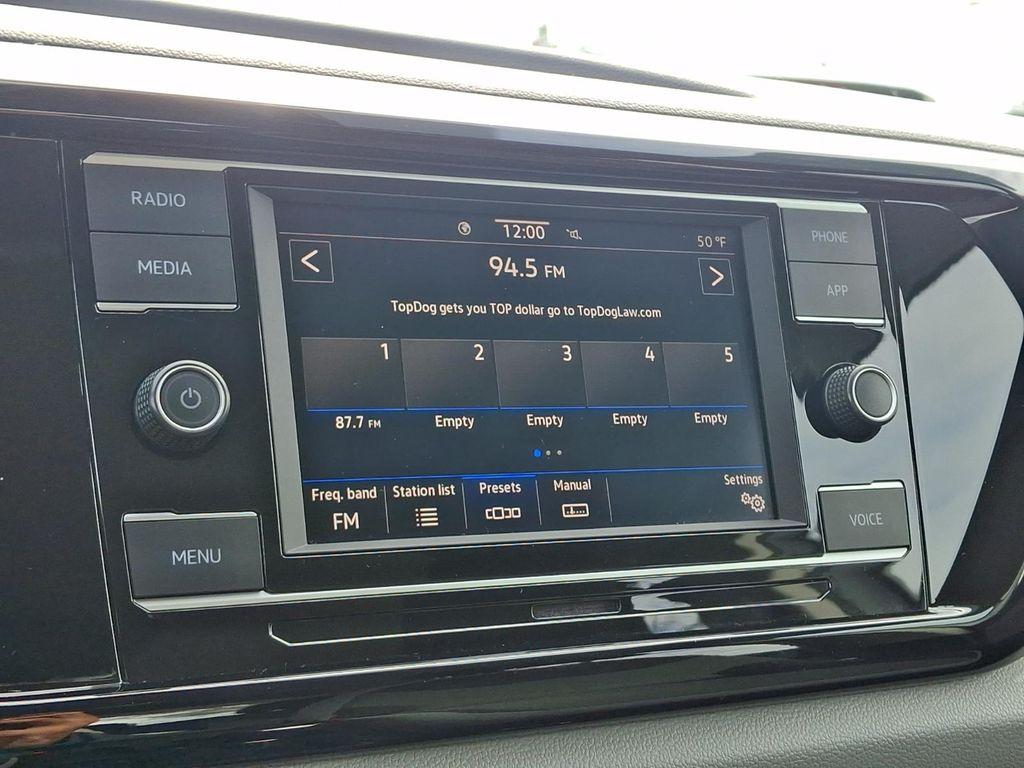 RADIO
MEDIA
MENU
12:00
50 °F
<
94.5 FM
>
TopDog gets you TOP dollar go to TopDogLaw.com
1 2 3 4 5
87.7 FM Empty Empty Empty Empty
Freq. band Station list Presets Manual Settings
FM
PHONE
APP
VOICE